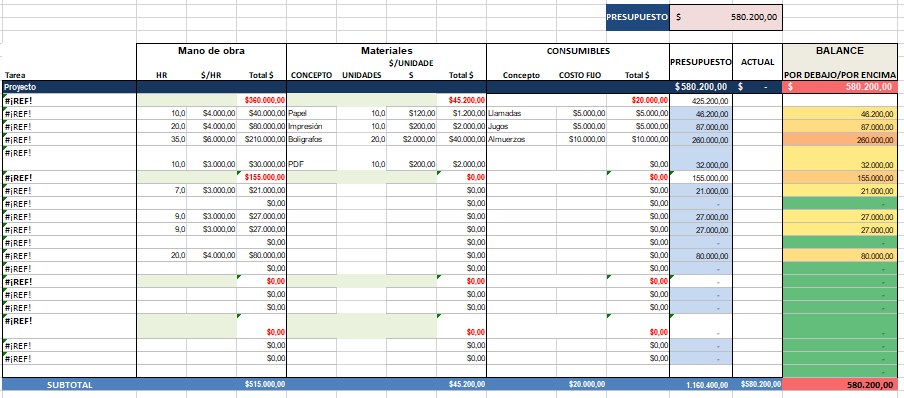 PRESUPUESTO $ 580.200,00
Mano de obra Materiales CONSUMIBLES PRESUPUESTO ACTUAL BALANCE
Tarea HR $/HR Total $ CONCEPTO UNIDADES $/UNIDADE S Total $ Concepto COSTO FIJO Total $ POR DEBAJO/POR ENCIMA
Proyecto $580.200,00 $ - $ 580.200,00
#¡REF! $360.000,00 $45.200,00 $20.000,00 425.200,00
#¡REF! 10,0 $4.000,00 $40.000,00 Papel 10,0 $120,00 $1.200,00 Llamadas $5.000,00 $5.000,00 46.200,00 46.200,00
#¡REF! 20,0 $4.000,00 $80.000,00 Impresión 10,0 $200,00 $2.000,00 Jugos $5.000,00 $5.000,00 87.000,00 87.000,00
#¡REF! 35,0 $6.000,00 $210.000,00 Bolígrafos 20,0 $2.000,00 $40.000,00 Almuerzos $10.000,00 $10.000,00 260.000,00 260.000,00
#¡REF! 10,0 $3.000,00 $30.000,00 PDF 10,0 $200,00 $2.000,00 $0,00 32.000,00 32.000,00
#¡REF! $155.000,00 $0,00 $0,00 155.000,00 155.000,00
#¡REF! 7,0 $3.000,00 $21.000,00 $0,00 $0,00 21.000,00 21.000,00
#¡REF! $0,00 $0,00 $0,00 - -
#¡REF! 9,0 $3.000,00 $27.000,00 $0,00 $0,00 27.000,00 27.000,00
#¡REF! 9,0 $3.000,00 $27.000,00 $0,00 $0,00 27.000,00 27.000,00
#¡REF! $0,00 $0,00 $0,00 - -
#¡REF! 20,0 $4.000,00 $80.000,00 $0,00 $0,00 80.000,00 80.000,00
#¡REF! $0,00 $0,00 $0,00 - -
#¡REF! $0,00 $0,00 $0,00 - -
#¡REF! $0,00 $0,00 $0,00 - -
#¡REF! $0,00 $0,00 $0,00 - -
#¡REF! $0,00 $0,00 $0,00 - -
#¡REF! $0,00 $0,00 $0,00 - -
#¡REF! $0,00 $0,00 $0,00 - -
- -
SUBTOTAL $515.000,00 $45.200,00 $20.000,00 1.160.400,00 $580.200,00 580.200,00